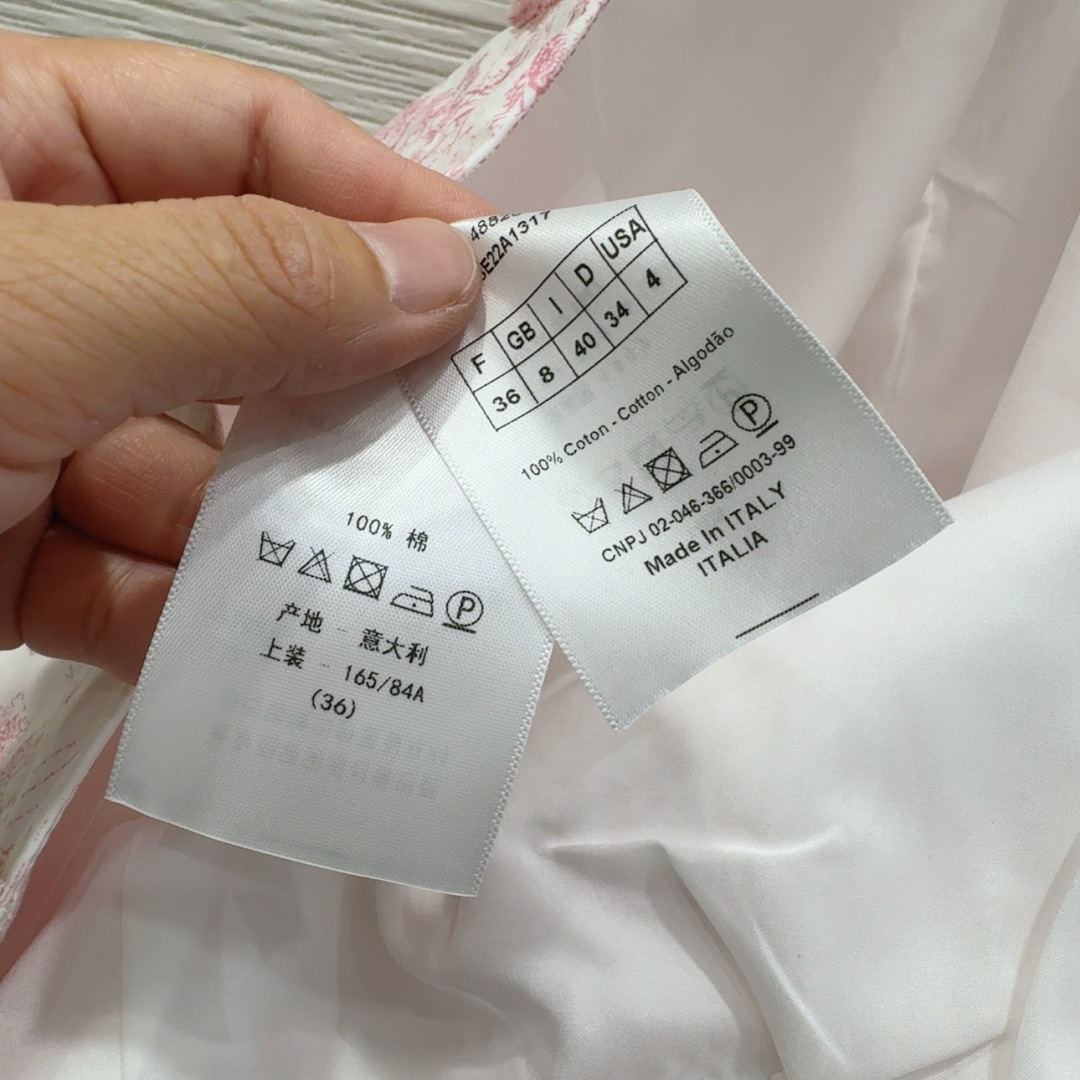 E22A1317
F GB I D USA
36 8 40 34 4
100% Coton - Cotton - Algodão
P
CNPJ 02-046-366/0003-99
Made In ITALY
ITALIA
100% 棉
P
产地 - 意大利
上装 - 165/84A
(36)